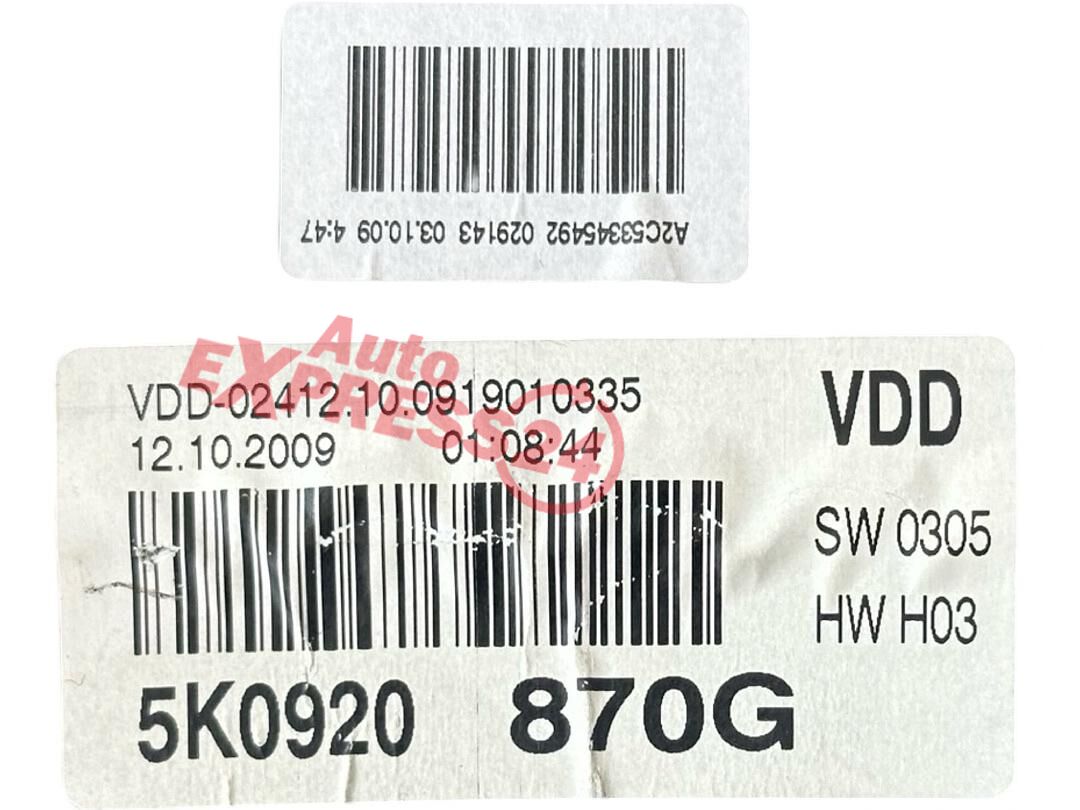 A2C53345492 029143 03.10.09 4:47
Auto
EXPRESS24
VDD-02412.10.0919010335
12.10.2009 01:08:44
VDD
SW 0305
HW H03
5K0920 870G